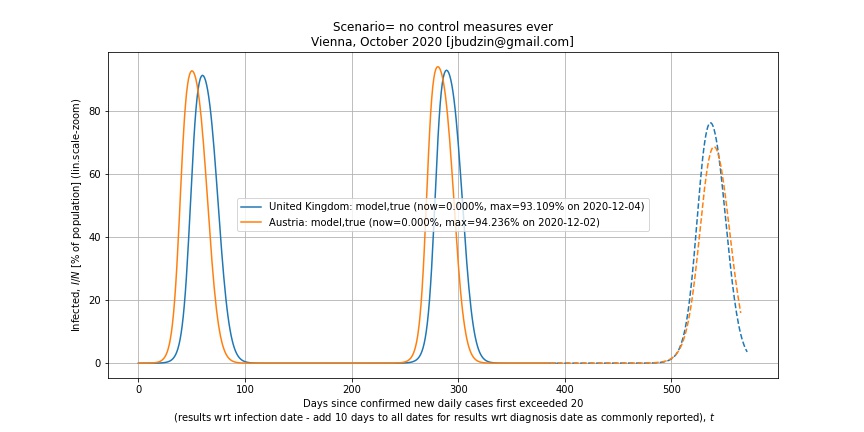 Scenario= no control measures ever
Vienna, October 2020 [jbudzin@gmail.com]
Infected, I/N [% of population] (lin.scale-zoom)
80
60
40
20
0
United Kingdom: model,true (now=0.000%, max=93.109% on 2020-12-04)
Austria: model,true (now=0.000%, max=94.236% on 2020-12-02)
0 100 200 300 400 500
Days since confirmed new daily cases first exceeded 20
(results wrt infection date - add 10 days to all dates for results wrt diagnosis date as commonly reported), t